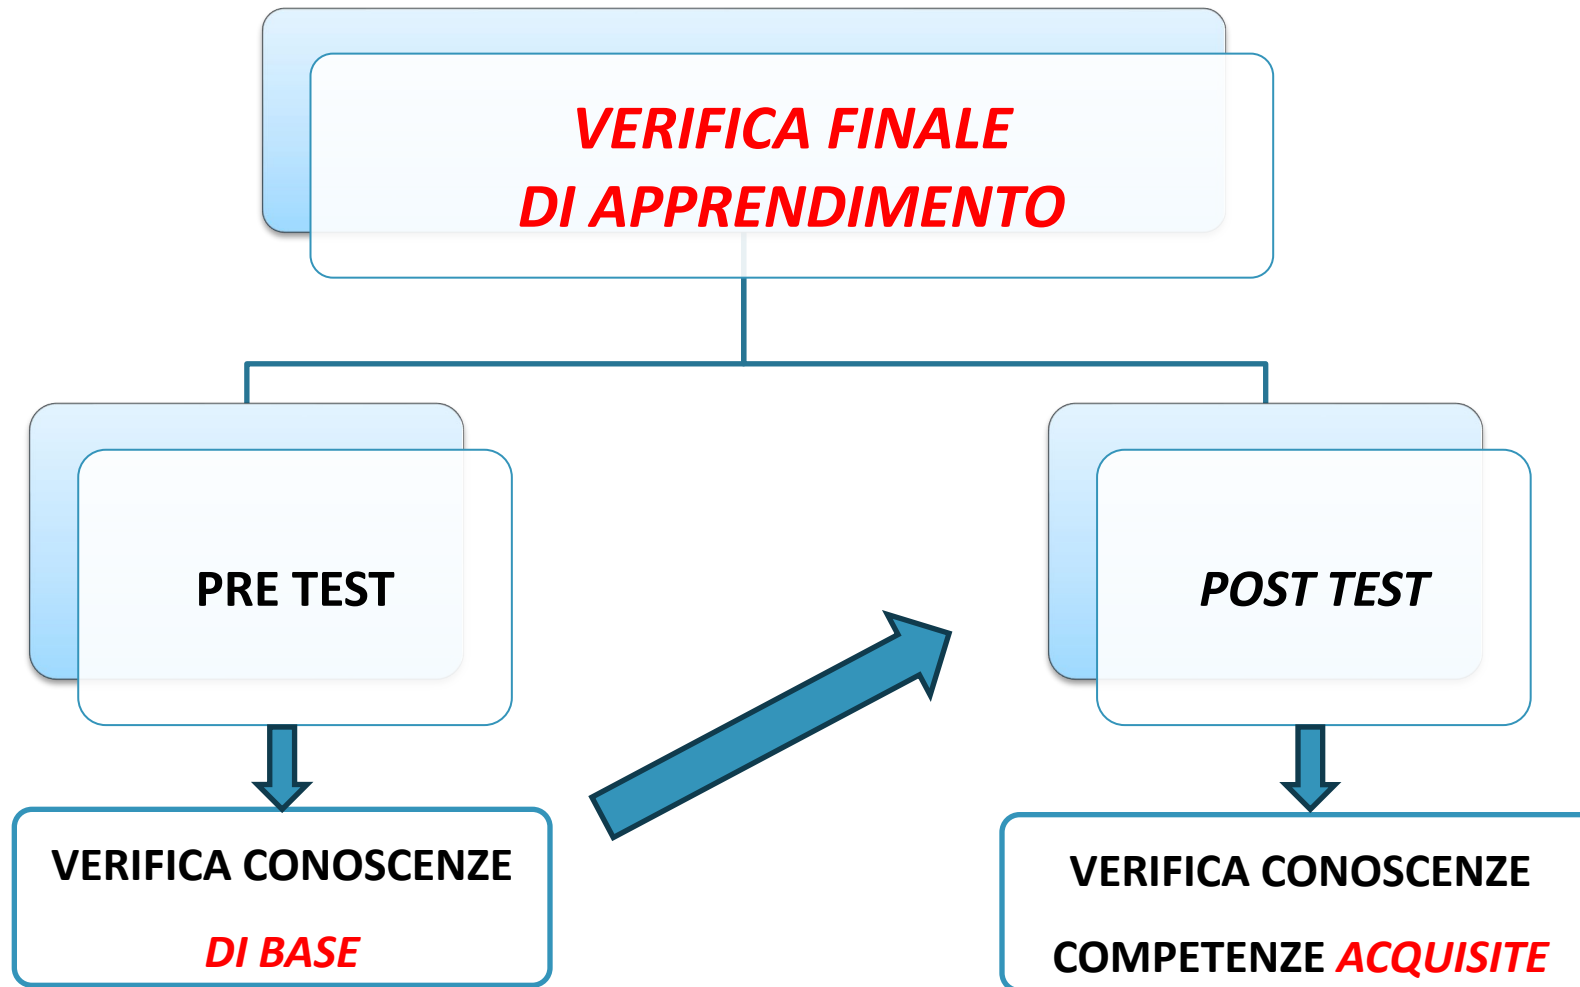 VERIFICA FINALE
DI APPRENDIMENTO
PRE TEST
POST TEST
VERIFICA CONOSCENZE
DI BASE
VERIFICA CONOSCENZE
COMPETENZE ACQUISITE